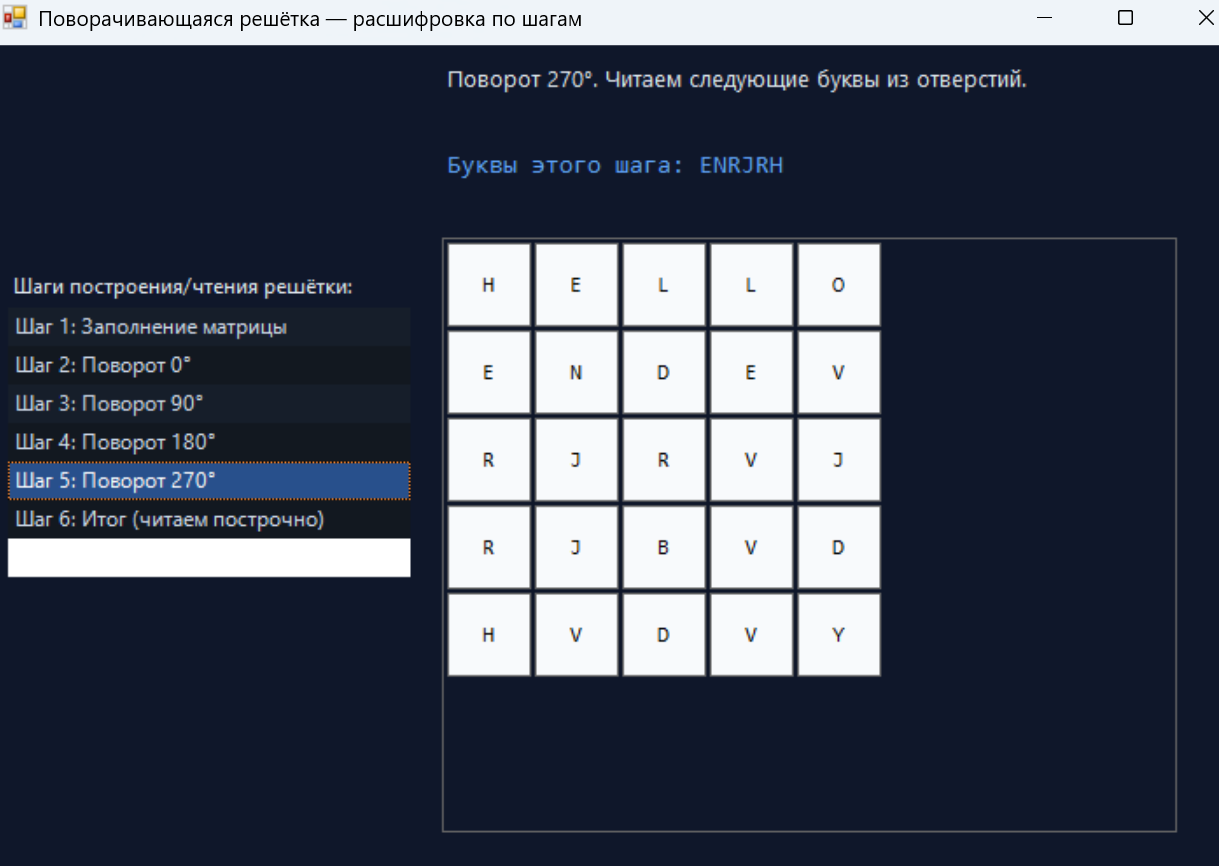 Поворачивающаяся решётка — расшифровка по шагам
Поворот 270°. Читаем следующие буквы из отверстий.
Буквы этого шага: ENRJRH
Шаги построения/чтения решётки:
Шаг 1: Заполнение матрицы
Шаг 2: Поворот 0°
Шаг 3: Поворот 90°
Шаг 4: Поворот 180°
Шаг 5: Поворот 270°
Шаг 6: Итог (читаем построчно)
H E L L O
E N D E V
R J R V J
R J B V D
H V D V Y